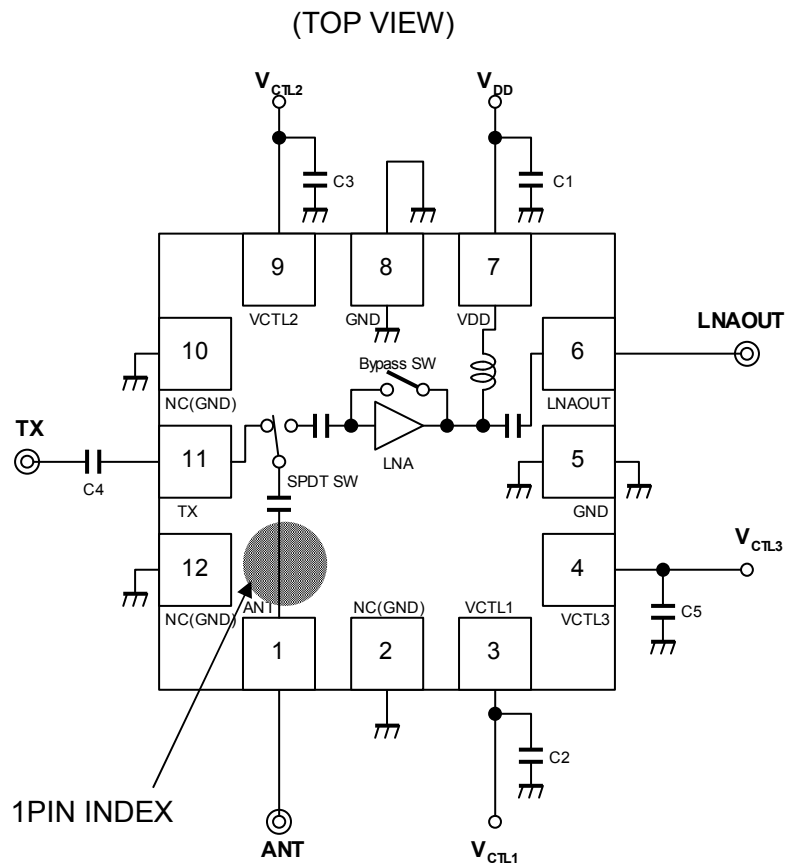 (TOP VIEW)
VCTL2
VDD
C3
C1
9
8
7
VCTL2
GND
VDD
LNAOUT
10
6
Bypass SW
NC(GND)
LNAOUT
TX
11
5
LNA
SPDT SW
C4
TX
GND
VCTL3
12
4
NC(GND)
ANT
NC(GND)
VCTL1
VCTL3
C5
1
2
3
C2
1PIN INDEX
ANT
VCTL1